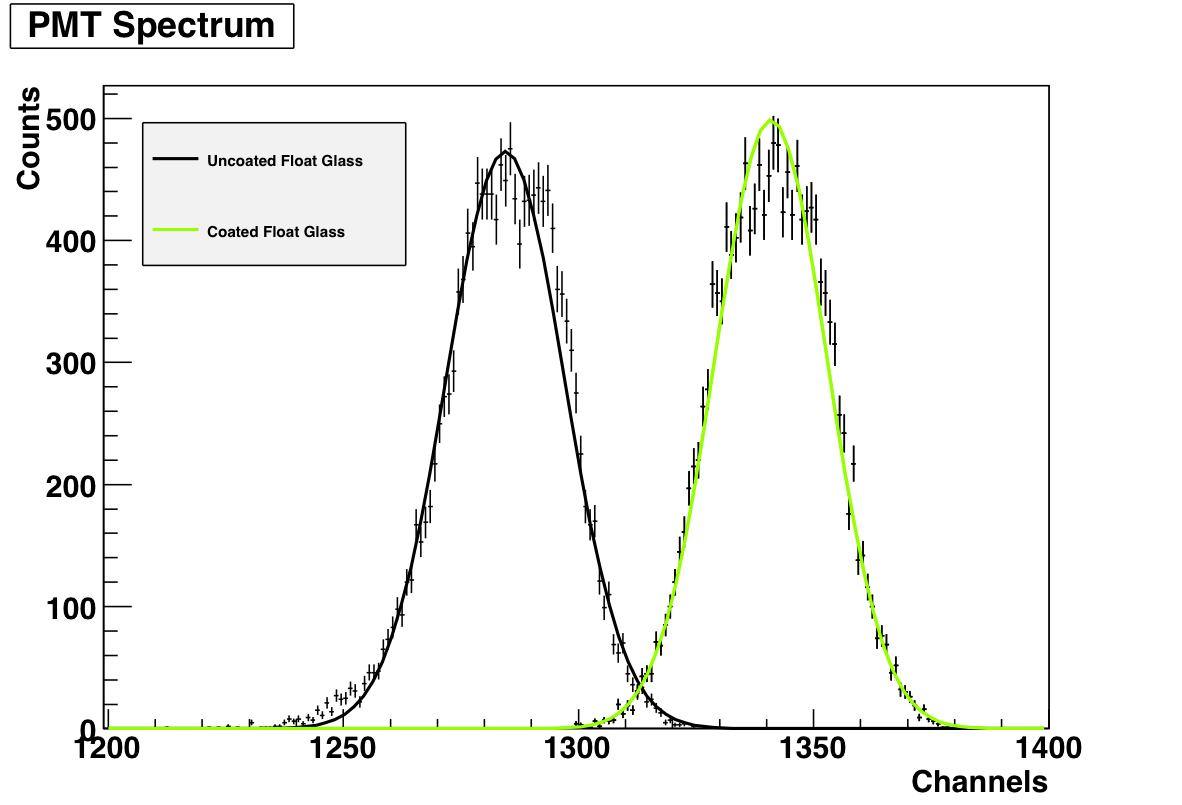 PMT Spectrum
Counts
500
400
300
200
100
0
Uncoated Float Glass
Coated Float Glass
1200 1250 1300 1350 1400
Channels